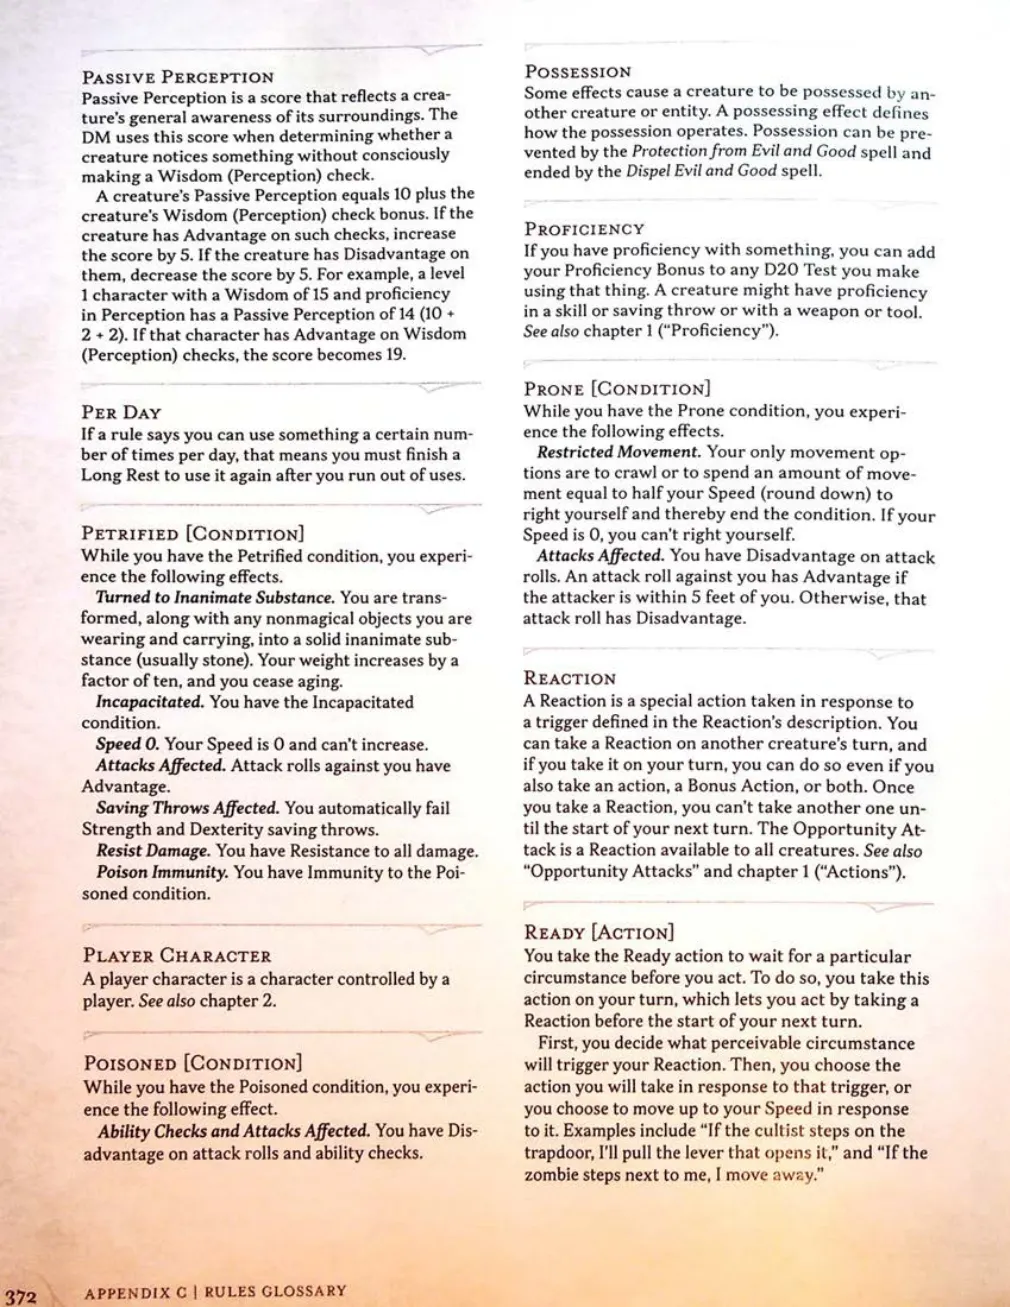 PASSIVE PERCEPTION
Passive Perception is a score that reflects a crea-
ture's general awareness of its surroundings. The
DM uses this score when determining whether a
creature notices something without consciously
making a Wisdom (Perception) check.
A creature's Passive Perception equals 10 plus the
creature's Wisdom (Perception) check bonus. If the
creature has Advantage on such checks, increase
the score by 5. If the creature has Disadvantage on
them, decrease the score by 5. For example, a level
1 character with a Wisdom of 15 and proficiency
in Perception has a Passive Perception of 14 (10 +
2 + 2). If that character has Advantage on Wisdom
(Perception) checks, the score becomes 19.
PER DAY
If a rule says you can use something a certain num-
ber of times per day, that means you must finish a
Long Rest to use it again after you run out of uses.
PETRIFIED [CONDITION]
While you have the Petrified condition, you experi-
ence the following effects.
Turned to Inanimate Substance. You are trans-
formed, along with any nonmagical objects you are
wearing and carrying, into a solid inanimate sub-
stance (usually stone). Your weight increases by a
factor of ten, and you cease aging.
Incapacitated. You have the Incapacitated
condition.
Speed 0. Your Speed is 0 and can't increase.
Attacks Affected. Attack rolls against you have
Advantage.
Saving Throws Affected. You automatically fail
Strength and Dexterity saving throws.
Resist Damage. You have Resistance to all damage.
Poison Immunity. You have Immunity to the Poi-
soned condition.
PLAYER CHARACTER
A player character is a character controlled by a
player. See also chapter 2.
POISONED [CONDITION]
While you have the Poisoned condition, you experi-
ence the following effect.
Ability Checks and Attacks Affected. You have Dis-
advantage on attack rolls and ability checks.
POSSESSION
Some effects cause a creature to be possessed by an-
other creature or entity. A possessing effect defines
how the possession operates. Possession can be pre-
vented by the Protection from Evil and Good spell and
ended by the Dispel Evil and Good spell.
PROFICIENCY
If you have proficiency with something, you can add
your Proficiency Bonus to any D20 Test you make
using that thing. A creature might have proficiency
in a skill or saving throw or with a weapon or tool.
See also chapter 1 ("Proficiency").
PRONE [CONDITION]
While you have the Prone condition, you experi-
ence the following effects.
Restricted Movement. Your only movement op-
tions are to crawl or to spend an amount of move-
ment equal to half your Speed (round down) to
right yourself and thereby end the condition. If your
Speed is 0, you can't right yourself.
Attacks Affected. You have Disadvantage on attack
rolls. An attack roll against you has Advantage if
the attacker is within 5 feet of you. Otherwise, that
attack roll has Disadvantage.
REACTION
A Reaction is a special action taken in response to
a trigger defined in the Reaction's description. You
can take a Reaction on another creature's turn, and
if you take it on your turn, you can do so even if you
also take an action, a Bonus Action, or both. Once
you take a Reaction, you can't take another one un-
til the start of your next turn. The Opportunity At-
tack is a Reaction available to all creatures. See also
"Opportunity Attacks" and chapter 1 ("Actions").
READY [ACTION]
You take the Ready action to wait for a particular
circumstance before you act. To do so, you take this
action on your turn, which lets you act by taking a
Reaction before the start of your next turn.
First, you decide what perceivable circumstance
will trigger your Reaction. Then, you choose the
action you will take in response to that trigger, or
you choose to move up to your Speed in response
to it. Examples include "If the cultist steps on the
trapdoor, I'll pull the lever that opens it," and "If the
zombie steps next to me, I move away."
372 APPENDIX C | RULES GLOSSARY